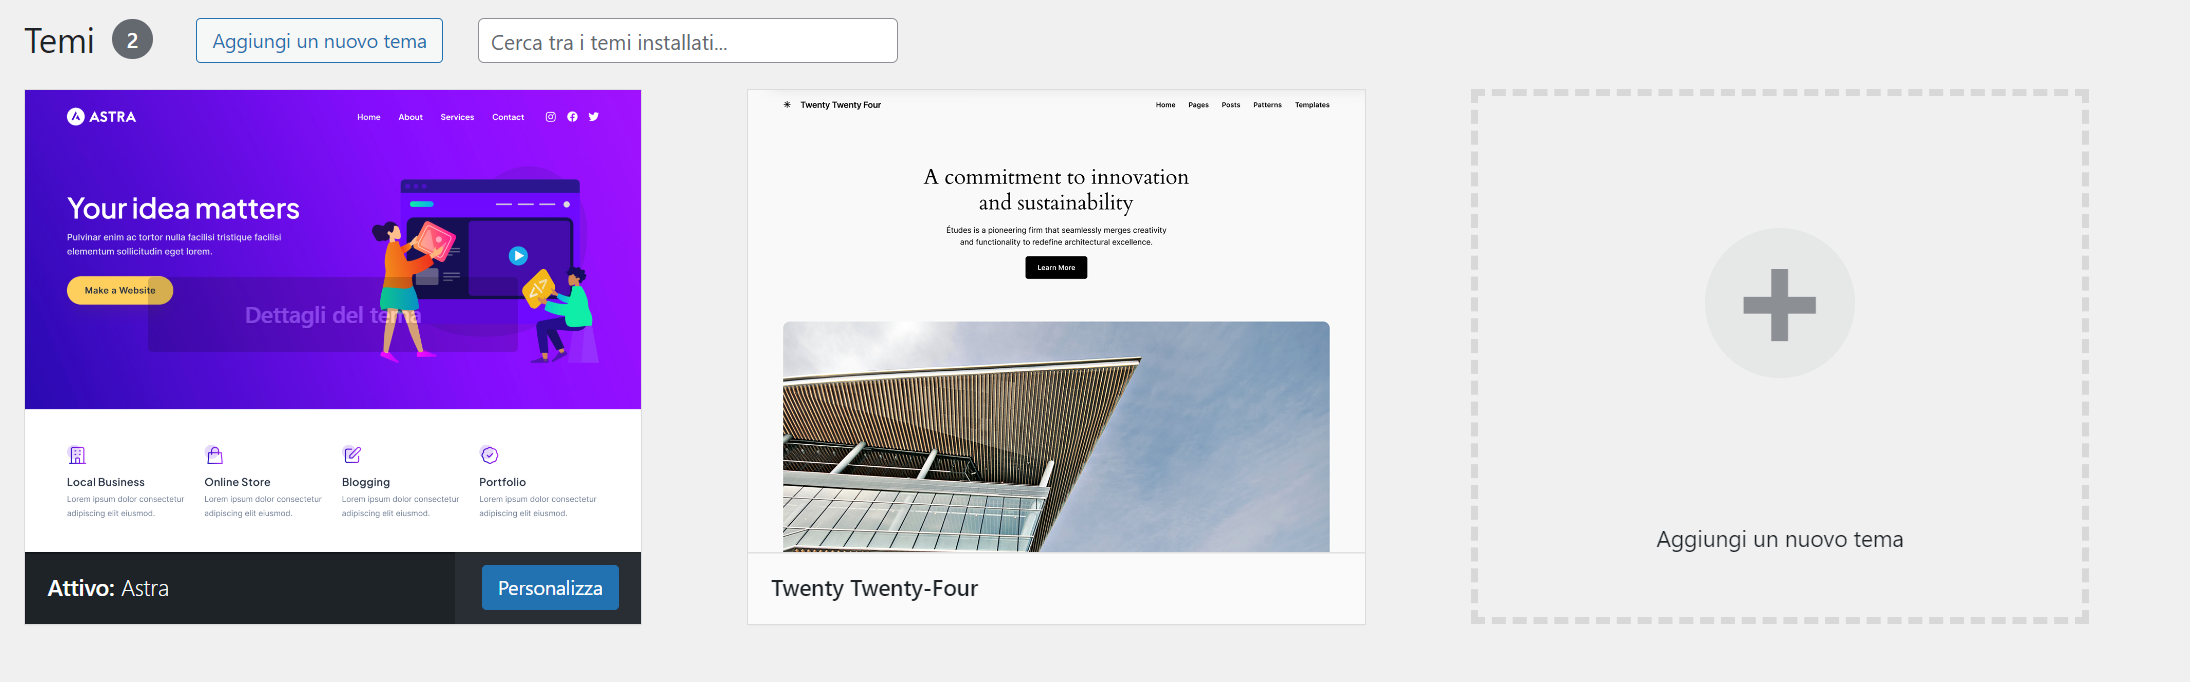 Temi 2 Aggiungi un nuovo tema Cerca tra i temi installati...
ASTRA Home About Services Contact
Your idea matters
Pulvinar enim ac tortor nulla facilisi tristique facilisi
elementum sollicitudin eget lorem.
Make a Website
Dettagli del tema
Local Business
Lorem ipsum dolor consectetur
adipiscing elit eiusmod.
Online Store
Lorem ipsum dolor consectetur
adipiscing elit eiusmod.
Blogging
Lorem ipsum dolor consectetur
adipiscing elit eiusmod.
Portfolio
Lorem ipsum dolor consectetur
adipiscing elit eiusmod.
Attivo: Astra Personalizza
Twenty Twenty Four Home Pages Posts Patterns Templates
A commitment to innovation
and sustainability
Études is a pioneering firm that seamlessly merges creativity
and functionality to redefine architectural excellence.
Learn More
Twenty Twenty-Four
Aggiungi un nuovo tema